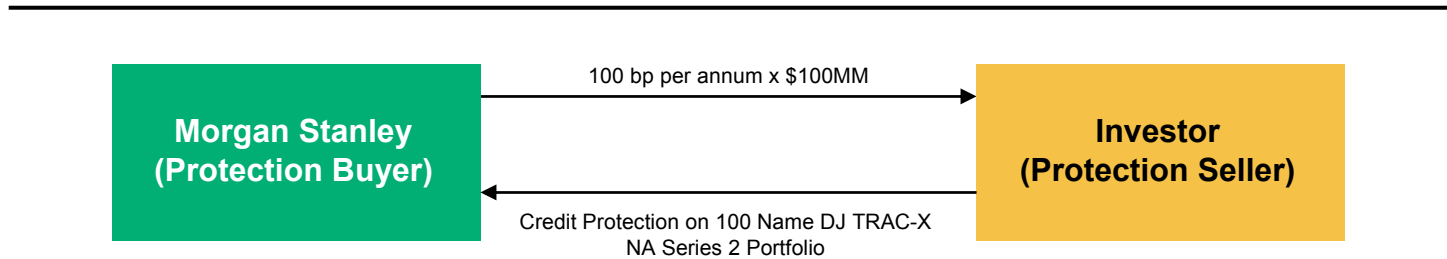 100 bp per annum x $100MM
Morgan Stanley
(Protection Buyer)
Investor
(Protection Seller)
Credit Protection on 100 Name DJ TRAC-X
NA Series 2 Portfolio